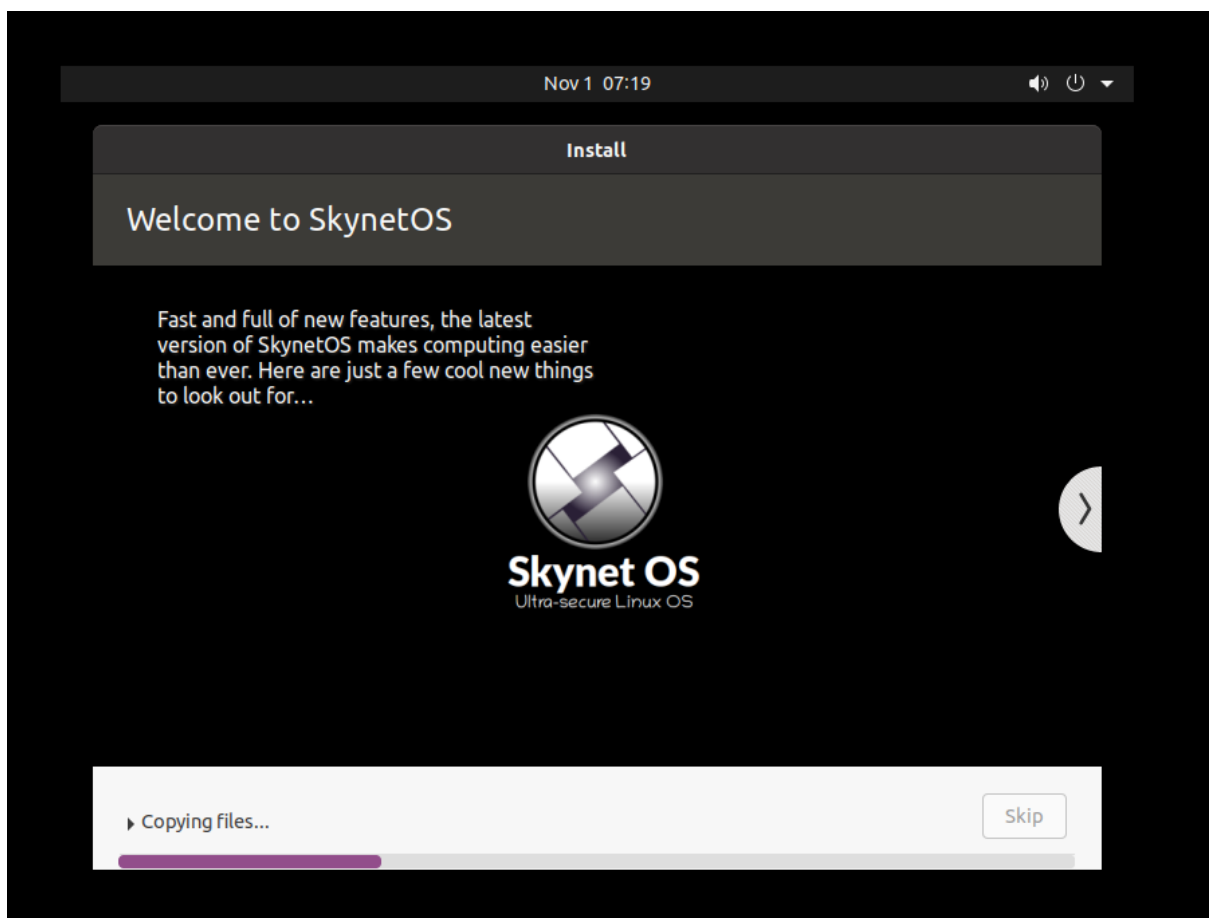 Nov 1 07:19
Install
Welcome to SkynetOS
Fast and full of new features, the latest
version of SkynetOS makes computing easier
than ever. Here are just a few cool new things
to look out for...
Skynet OS
Ultra-secure Linux OS
Copying files...
Skip